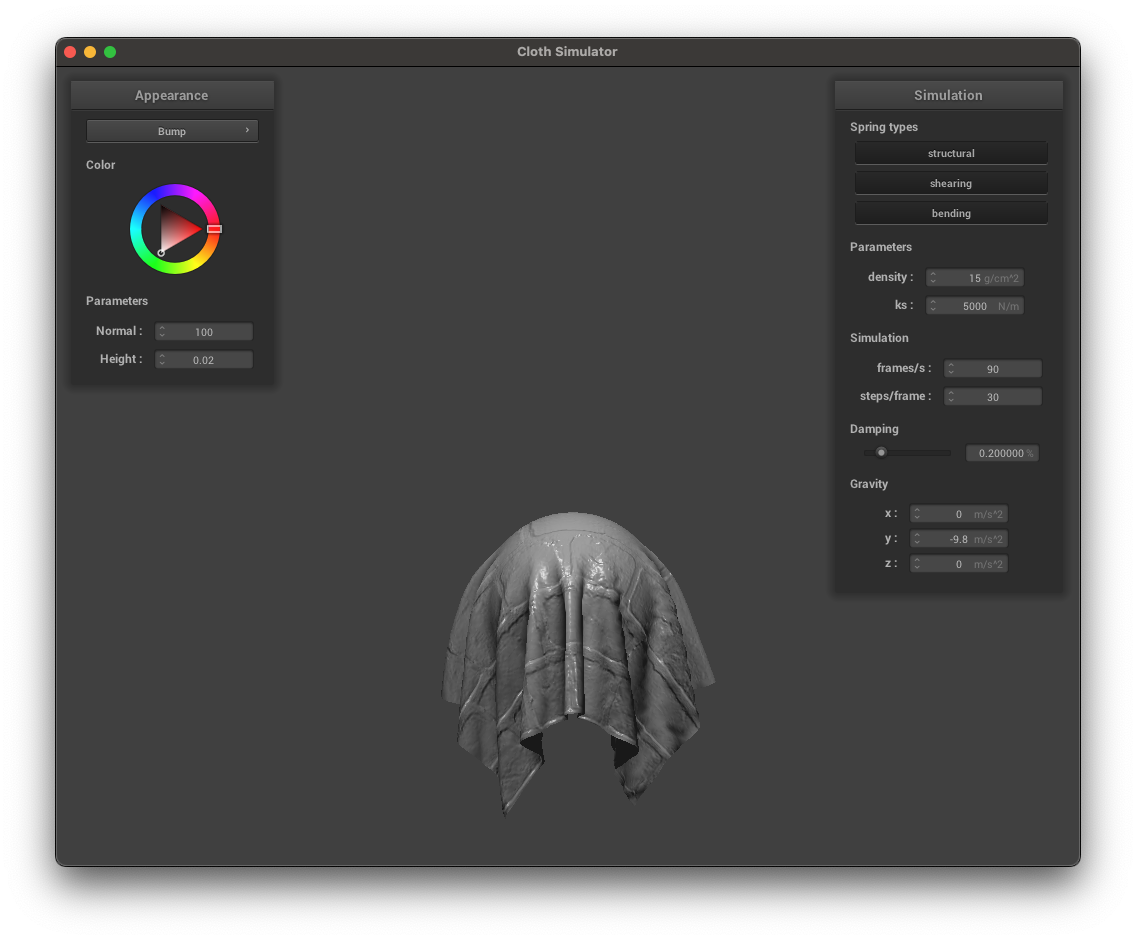 Cloth Simulator
Appearance
Bump
Color
Parameters
Normal : 100
Height : 0.02
Simulation
Spring types
structural
shearing
bending
Parameters
density : 15 g/cm^2
ks : 5000 N/m
Simulation
frames/s : 90
steps/frame : 30
Damping
0.200000 %
Gravity
x : 0 m/s^2
y : -9.8 m/s^2
z : 0 m/s^2